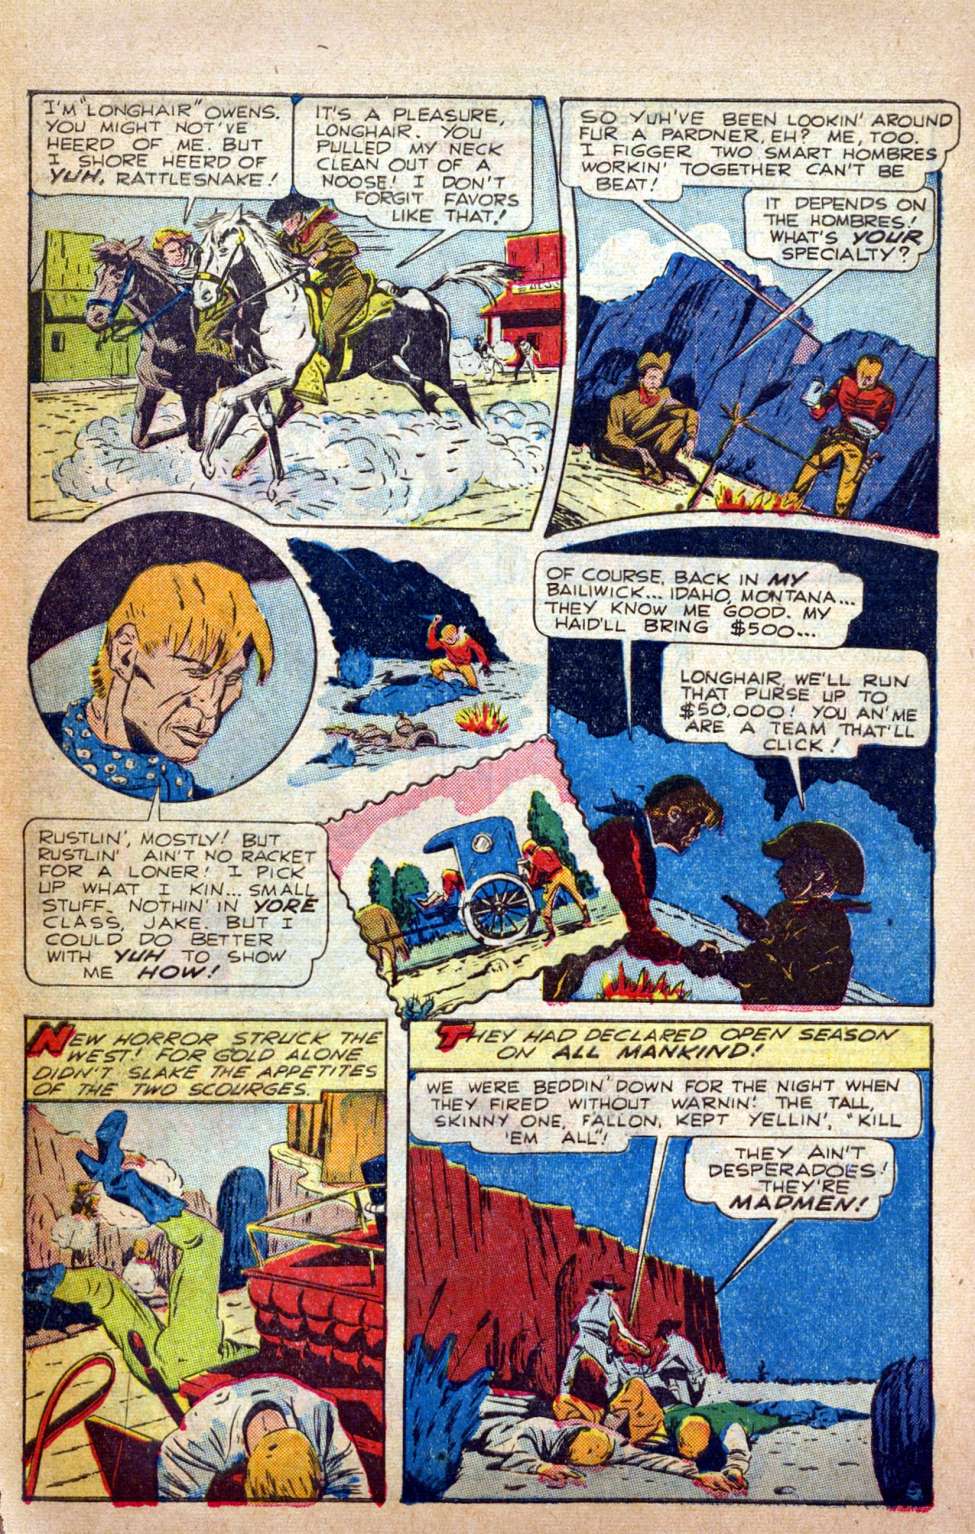 I'M "LONGHAIR" OWENS.
YOU MIGHT NOT'VE
HEERD OF ME. BUT
I SHORE HEERD OF
YUH, RATTLESNAKE!
IT'S A PLEASURE,
LONGHAIR. YOU
PULLED MY NECK
CLEAN OUT OF A
NOOSE! I DON'T
FORGIT FAVORS
LIKE THAT!
SO YUH'VE BEEN LOOKIN' AROUND
FUR A PARDNER, EH? ME, TOO.
I FIGGER TWO SMART HOMBRES
WORKIN' TOGETHER CAN'T BE
BEAT!
IT DEPENDS ON
THE HOMBRES!
WHAT'S YOUR
SPECIALTY?
RUSTLIN', MOSTLY! BUT
RUSTLIN' AIN'T NO RACKET
FOR A LONER! I PICK
UP WHAT I KIN... SMALL
STUFF. NOTHIN' IN YORE
CLASS, JAKE. BUT I
COULD DO BETTER
WITH YUH TO SHOW
ME HOW!
OF COURSE, BACK IN MY
BAILIWICK... IDAHO, MONTANA...
THEY KNOW ME GOOD. MY
HAID'LL BRING $500...
LONGHAIR, WE'LL RUN
THAT PURSE UP TO
$50,000! YOU AN' ME
ARE A TEAM THAT'LL
CLICK!
NEW HORROR STRUCK THE
WEST! FOR GOLD ALONE
DIDN'T SLAKE THE APPETITES
OF THE TWO SCOURGES.
THEY HAD DECLARED OPEN SEASON
ON ALL MANKIND!
WE WERE BEDDIN' DOWN FOR THE NIGHT WHEN
THEY FIRED WITHOUT WARNIN'. THE TALL,
SKINNY ONE, FALLON, KEPT YELLIN', "KILL
'EM ALL"!
THEY AIN'T
DESPERADOES!
THEY'RE
MADMEN!
5